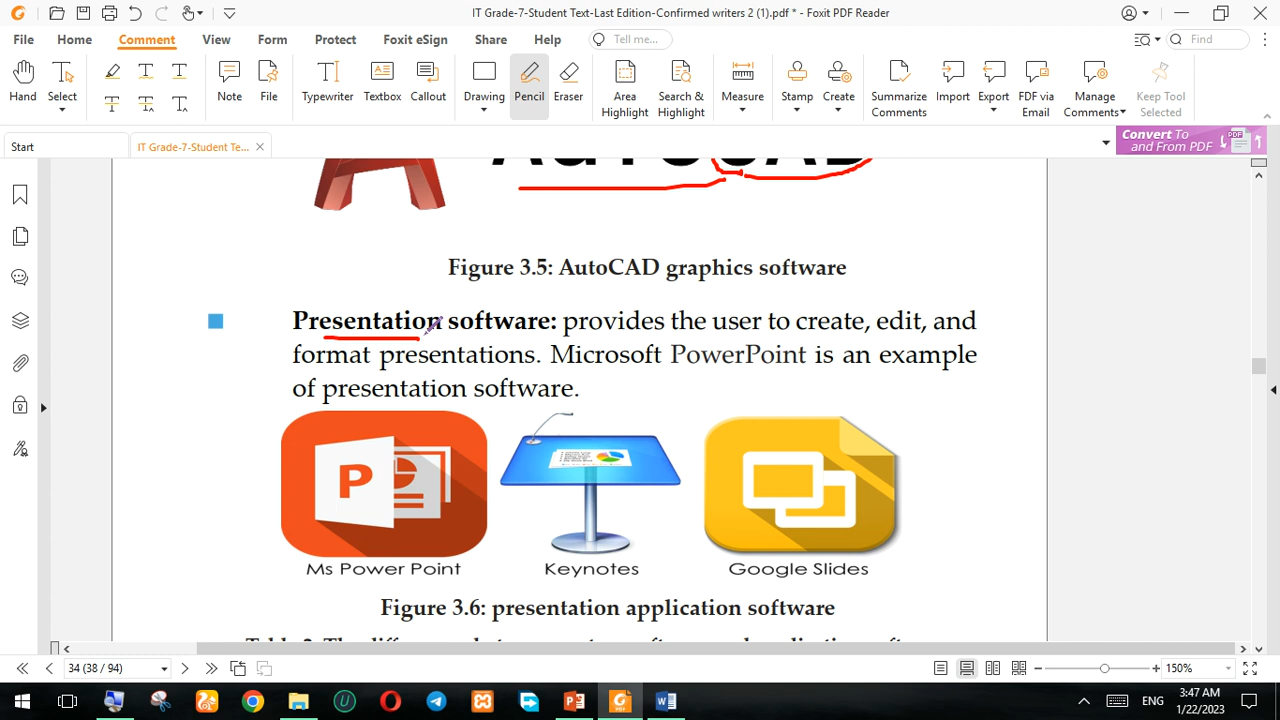 IT Grade-7-Student Text-Last Edition-Confirmed writers 2 (1).pdf * - Foxit PDF Reader
File Home Comment View Form Protect Foxit eSign Share Help Tell me... Find
Hand Select Note File Typewriter Textbox Callout Drawing Pencil Eraser Area Highlight Search & Highlight Measure Stamp Create Summarize Comments Import Export FDF via Email Manage Comments Keep Tool Selected
Start IT Grade-7-Student Te... Convert To and From PDF PDF
AutoCAD
Figure 3.5: AutoCAD graphics software
Presentation software: provides the user to create, edit, and
format presentations. Microsoft PowerPoint is an example
of presentation software.
P
Ms Power Point Keynotes Google Slides
Figure 3.6: presentation application software
34 (38 / 94) 150%
ENG 3:47 AM
1/22/2023